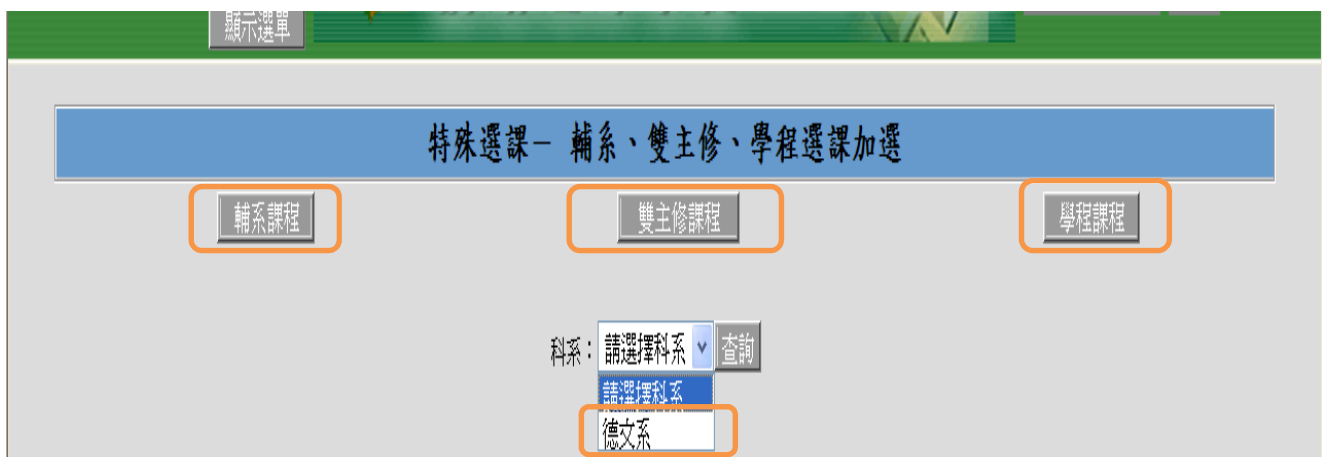 顯示選單
特殊選課－ 輔系、雙主修、學程選課加選
輔系課程 雙主修課程 學程課程
科系：請選擇科系 查詢
請選擇科系
德文系